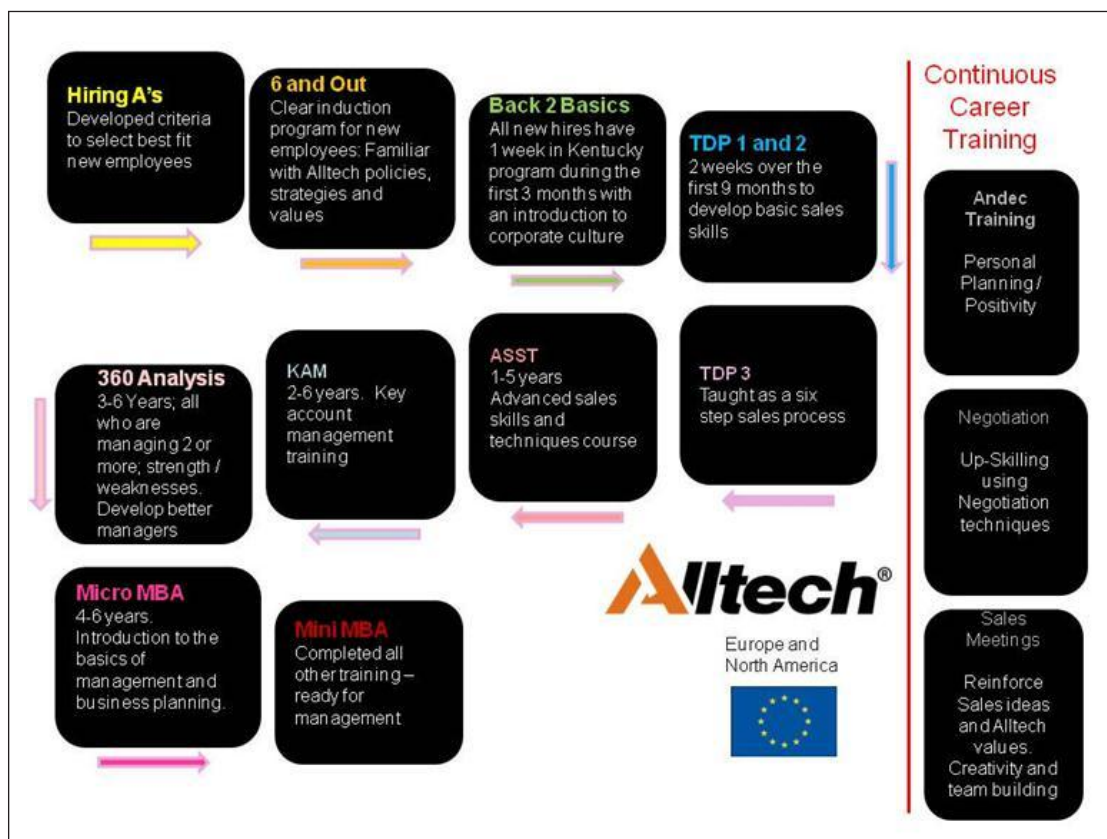 Hiring A's
Developed criteria
to select best fit
new employees
6 and Out
Clear induction
program for new
employees: Familiar
with Alltech policies,
strategies and
values
Back 2 Basics
All new hires have
1 week in Kentucky
program during the
first 3 months with
an introduction to
corporate culture
TDP 1 and 2
2 weeks over the
first 9 months to
develop basic sales
skills
TDP 3
Taught as a six
step sales process
ASST
1-5 years
Advanced sales
skills and
techniques course
KAM
2-6 years. Key
account
management
training
360 Analysis
3-6 Years; all
who are
managing 2 or
more; strength /
weaknesses.
Develop better
managers
Micro MBA
4-6 years.
Introduction to the
basics of
management and
business planning.
Mini MBA
Completed all
other training –
ready for
management
Alltech®
Europe and
North America
Continuous
Career
Training
Andec
Training
Personal
Planning /
Positivity
Negotiation
Up-Skilling
using
Negotiation
techniques
Sales
Meetings
Reinforce
Sales ideas
and Alltech
values.
Creativity and
team building